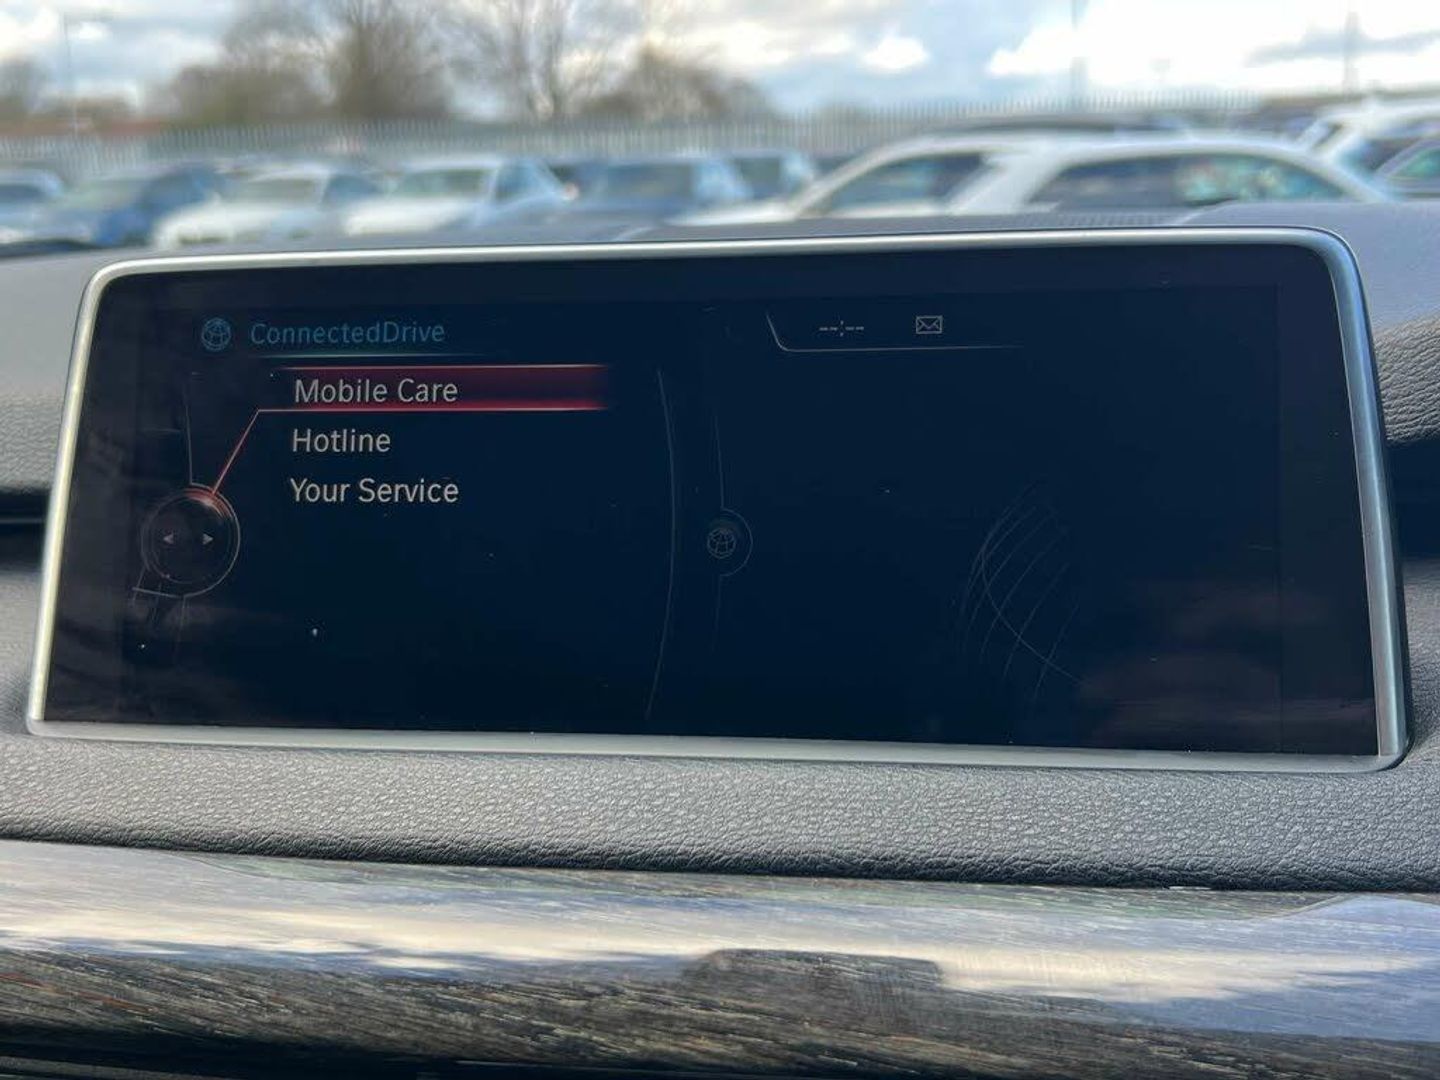 ConnectedDrive
--:--
Mobile Care
Hotline
Your Service